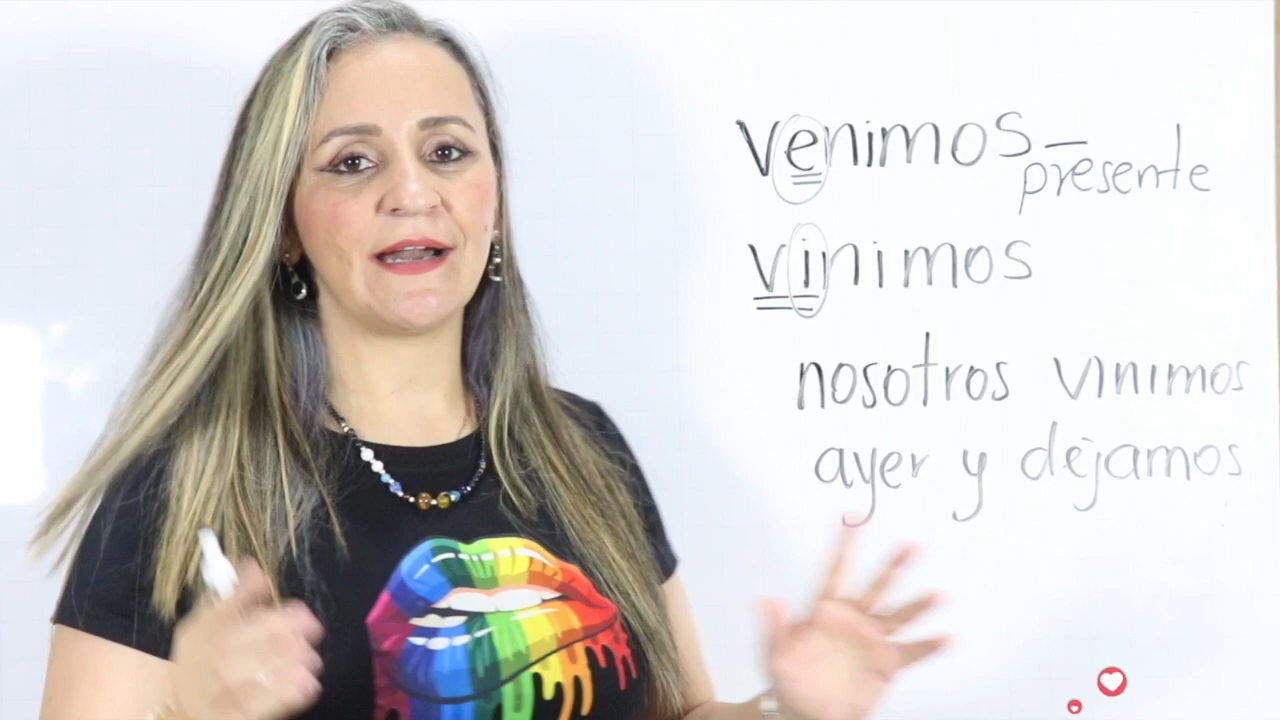 venimos -
presente
vinimos
nosotros vinimos
ayer y dejamos